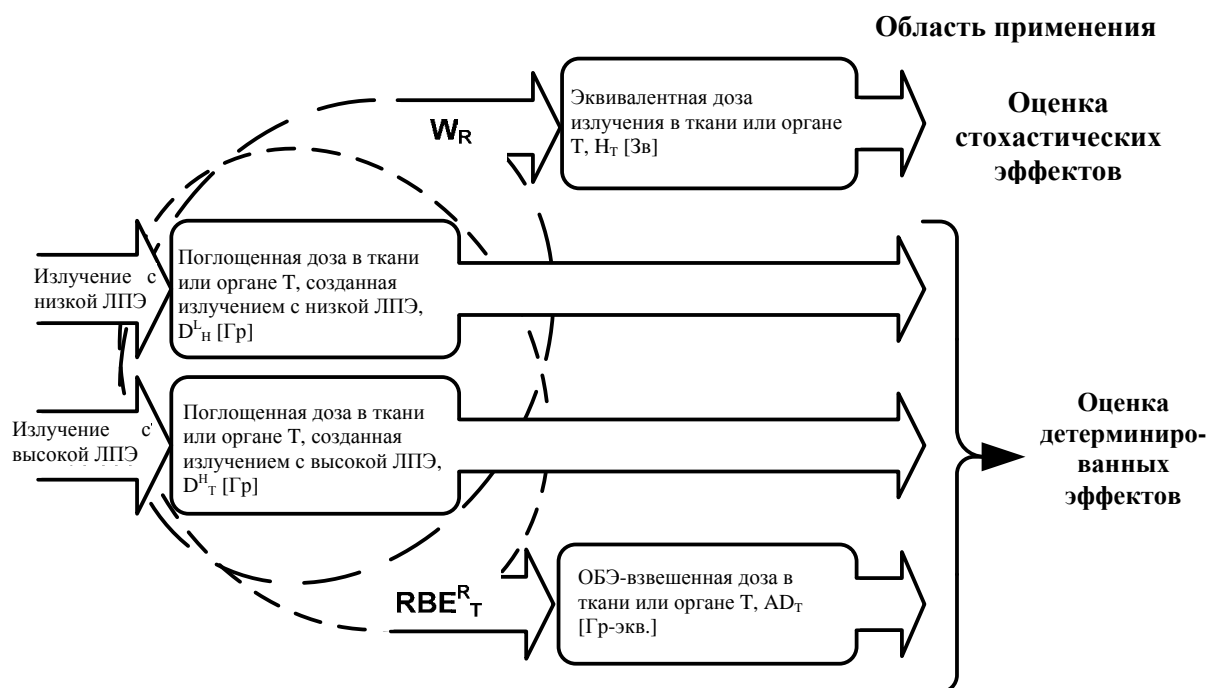 Область применения
Эквивалентная доза
излучения в ткани или органе
Т, HT [Зв]
WR
Оценка
стохастических
эффектов
Излучение с
низкой ЛПЭ
Поглощенная доза в ткани
или органе Т, созданная
излучением с низкой ЛПЭ,
DLH [Гр]
Излучение с
высокой ЛПЭ
Поглощенная доза в ткани
или органе Т, созданная
излучением с высокой ЛПЭ,
DHT [Гр]
Оценка
детерминиро-
ванных
эффектов
RBERT
ОБЭ-взвешенная доза в
ткани или органе Т, ADT
[Гр-экв.]